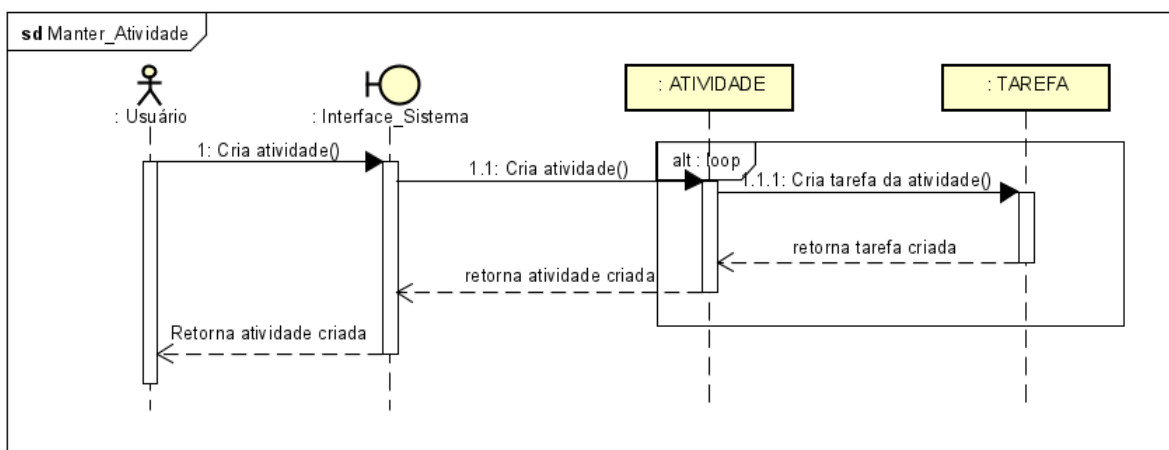 sd Manter_Atividade
: Usuário
: Interface_Sistema
: ATIVIDADE
: TAREFA
1: Cria atividade()
1.1: Cria atividade()
alt : loop
1.1.1: Cria tarefa da atividade()
retorna tarefa criada
retorna atividade criada
Retorna atividade criada